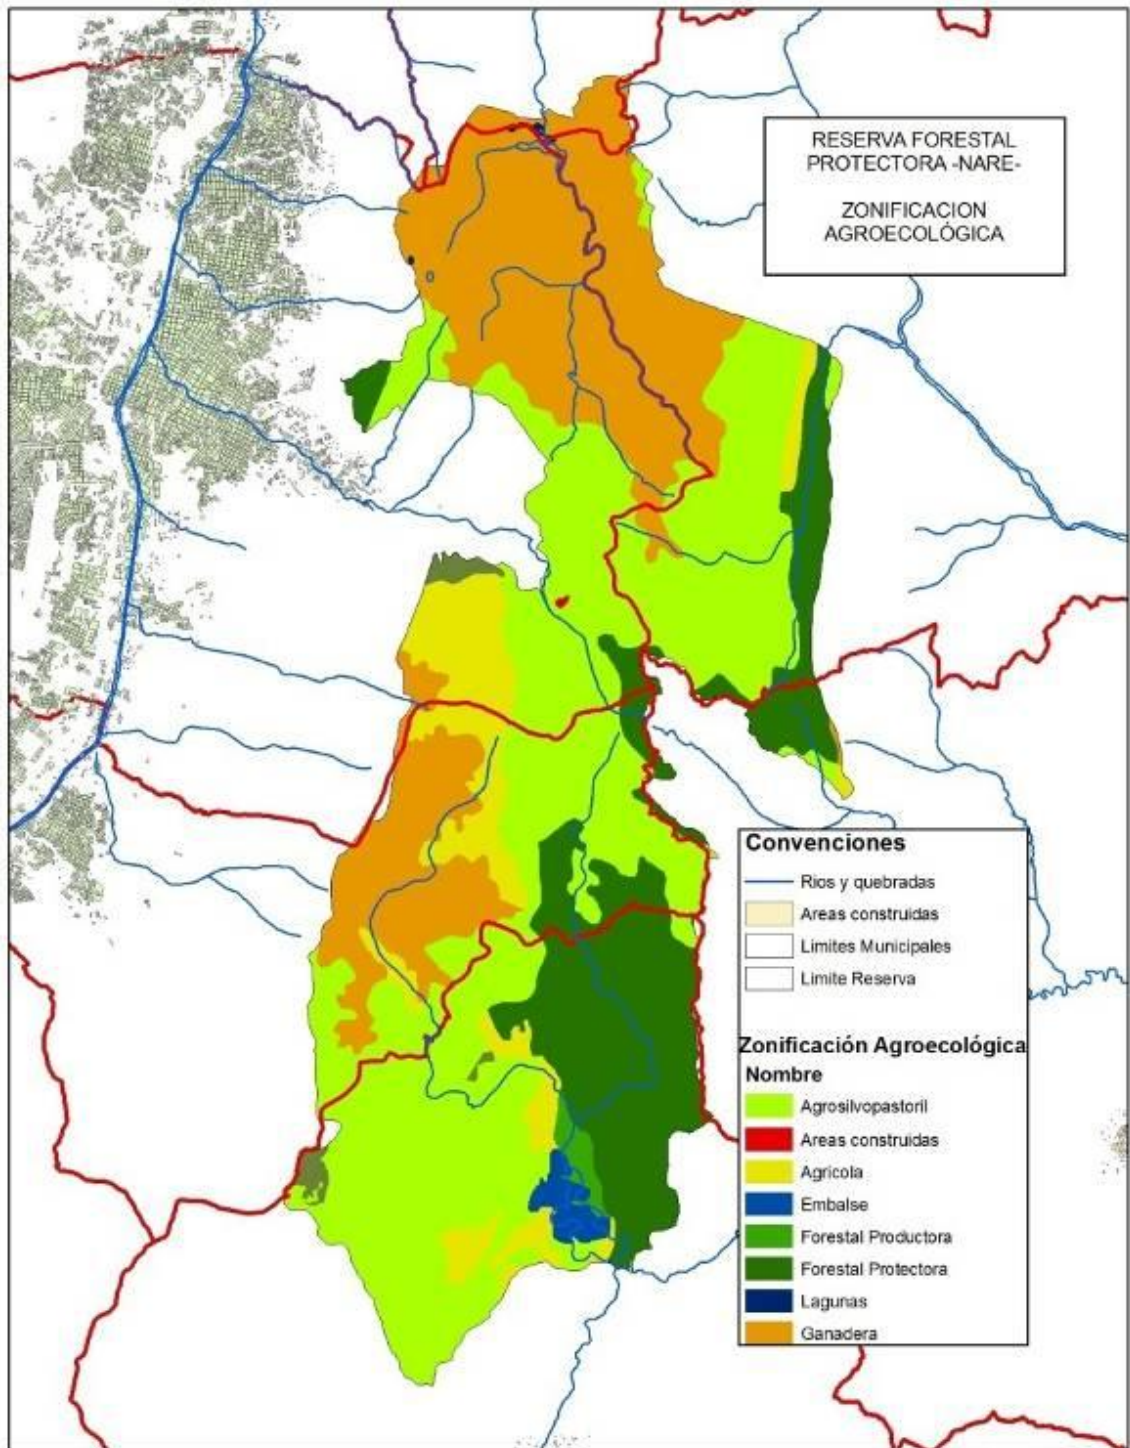 RESERVA FORESTAL
PROTECTORA -NARE-
ZONIFICACION
AGROECOLÓGICA
Convenciones
Rios y quebradas
Areas construidas
Limites Municipales
Limite Reserva
Zonificación Agroecológica
Nombre
Agrosilvopastoril
Areas construidas
Agricola
Embalse
Forestal Productora
Forestal Protectora
Lagunas
Ganadera